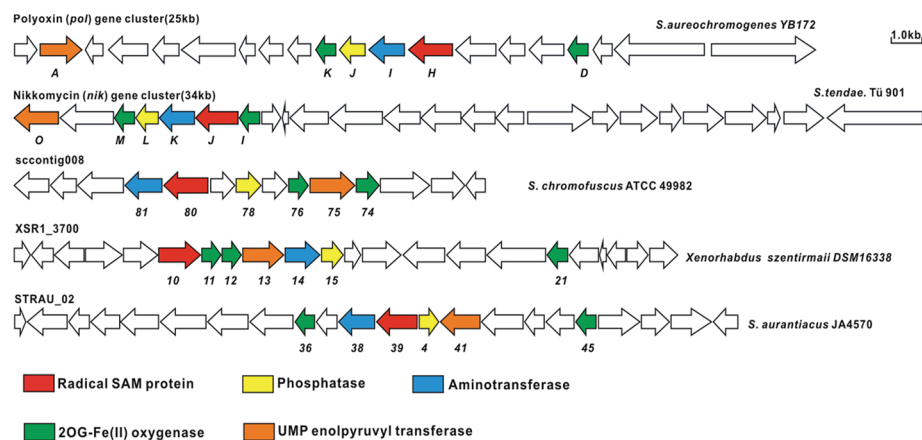 Polyoxin (pol) gene cluster(25kb)
S.aureochromogenes YB172
1.0kb
A K J I H D
Nikkomycin (nik) gene cluster(34kb)
S.tendae. Tü 901
O M L K J I
sccontig008
S. chromofuscus ATCC 49982
81 80 78 76 75 74
XSR1_3700
Xenorhabdus szentirmaii DSM16338
10 11 12 13 14 15 21
STRAU_02
S. aurantiacus JA4570
36 38 39 4 41 45
Radical SAM protein Phosphatase Aminotransferase
2OG-Fe(II) oxygenase UMP enolpyruvyl transferase